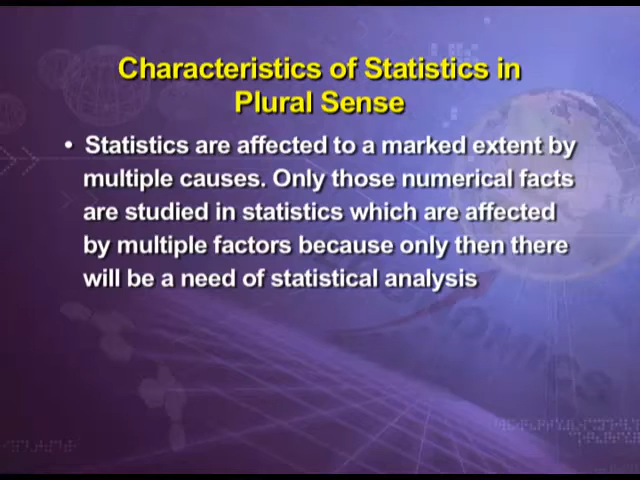 Characteristics of Statistics in
Plural Sense
• Statistics are affected to a marked extent by
multiple causes. Only those numerical facts
are studied in statistics which are affected
by multiple factors because only then there
will be a need of statistical analysis
ECONOMICS